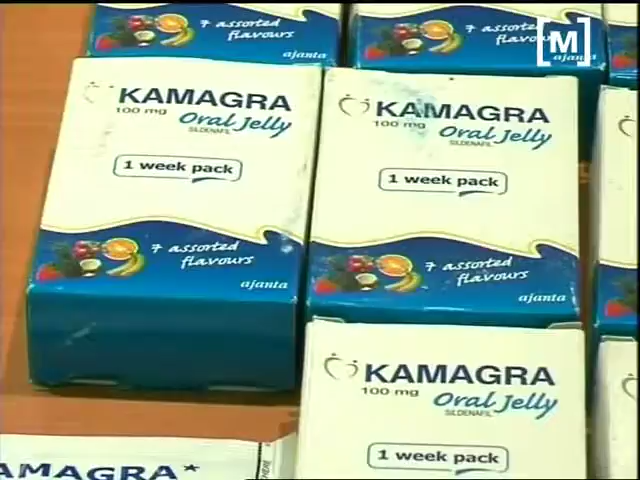 7 assorted
flavours
ajanta
7 assorted
flavours
ajanta
[M]
KAMAGRA
100 mg Oral Jelly
SILDENAFIL
1 week pack
7 assorted
flavours
ajanta
KAMAGRA
100 mg Oral Jelly
SILDENAFIL
1 week pack
7 assorted
flavours
ajanta
KAMAGRA
100 mg Oral Jelly
SILDENAFIL
1 week pack
AMAGRA*